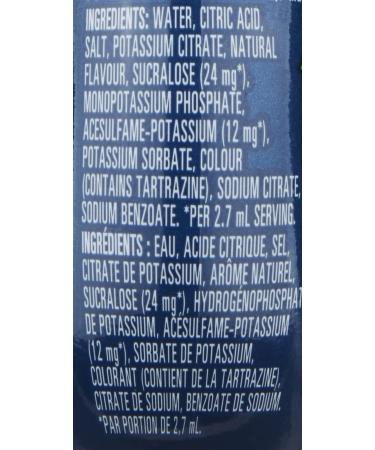 INGREDIENTS: WATER, CITRIC ACID,
SALT, POTASSIUM CITRATE, NATURAL
FLAVOUR, SUCRALOSE (24 mg*),
MONOPOTASSIUM PHOSPHATE,
ACESULFAME-POTASSIUM (12 mg*),
POTASSIUM SORBATE, COLOUR
(CONTAINS TARTRAZINE), SODIUM CITRATE,
SODIUM BENZOATE. *PER 2.7 mL SERVING.
INGRÉDIENTS : EAU, ACIDE CITRIQUE, SEL,
CITRATE DE POTASSIUM, ARÔME NATUREL,
SUCRALOSE (24 mg*), HYDROGÉNOPHOSPHAT
DE POTASSIUM, ACÉSULFAME-POTASSIUM
(12 mg*), SORBATE DE POTASSIUM,
COLORANT (CONTIENT DE LA TARTRAZINE),
CITRATE DE SODIUM, BENZOATE DE SODIUM.
*PAR PORTION DE 2,7 mL.